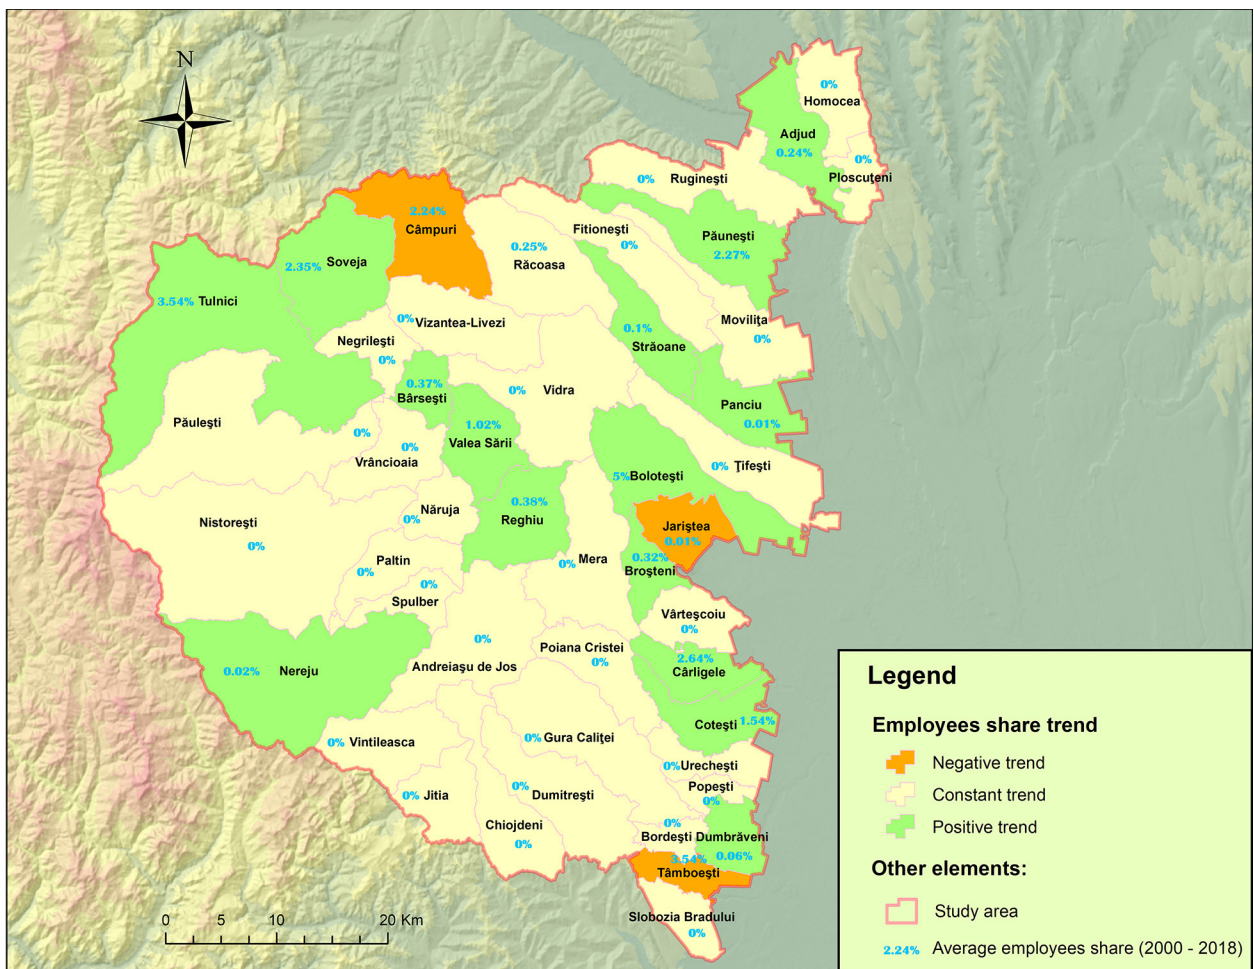 N
0%
Homocea
Adjud
0.24%
0%
Ploscuţeni
0%
Rugineşti
2.24%
Câmpuri
Fitioneşti
0%
Păuneşti
2.27%
0.25%
Răcoasa
2.35%
Soveja
3.54%
Tulnici
0%
Vizantea-Livezi
Negrileşti
0%
0.1%
Străoane
Moviliţa
0%
0.37%
Bârseşti
0%
Vidra
Panciu
0.01%
Păuleşti
0%
1.02%
Valea Sării
0%
Vrâncioaia
0%
Ţifeşti
5%
Boloteşti
0.38%
Reghiu
Năruja
0%
Nistoreşti
0%
Jariştea
0.01%
0.32%
Broşteni
0%
Mera
Paltin
0%
0%
Spulber
Vârteşcoiu
0%
0%
Andreiaşu de Jos
Poiana Cristei
0%
2.64%
Cârligele
0.02%
Nereju
Coteşti
1.54%
0%
Vintileasca
0%
Gura Caliţei
0%
Urecheşti
Popeşti
0%
0%
Jitia
0%
Dumitreşti
Chiojdeni
0%
0%
Bordeşti
Dumbrăveni
0.06%
3.54%
Tâmboeşti
Slobozia Bradului
0%
0 5 10 20 Km
Legend
Employees share trend
Negative trend
Constant trend
Positive trend
Other elements:
Study area
2.24% Average employees share (2000 - 2018)